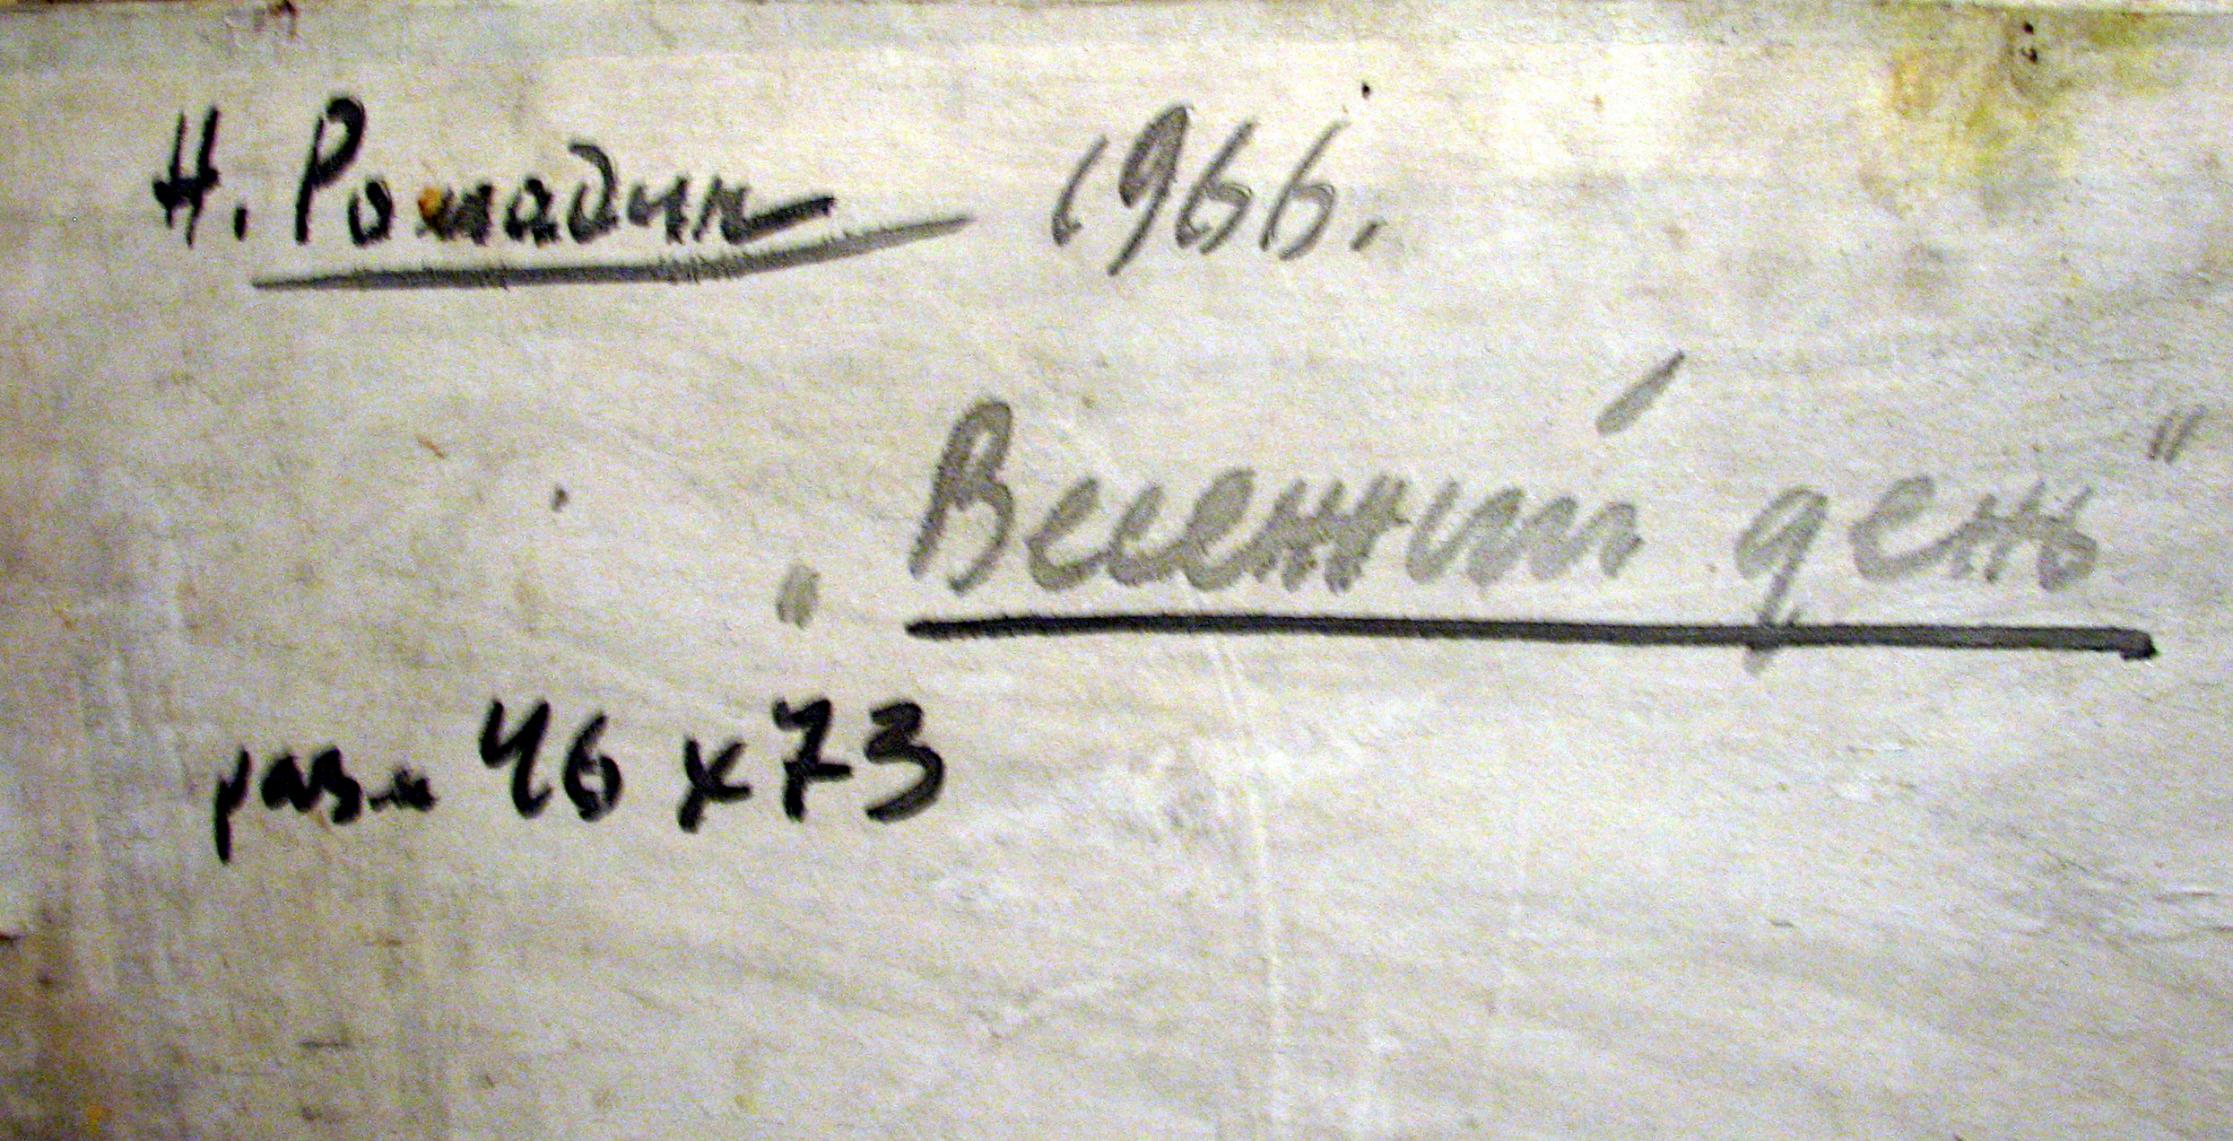 Н. Ромадин 1966.
„Весенний день"
разм 46 x 73